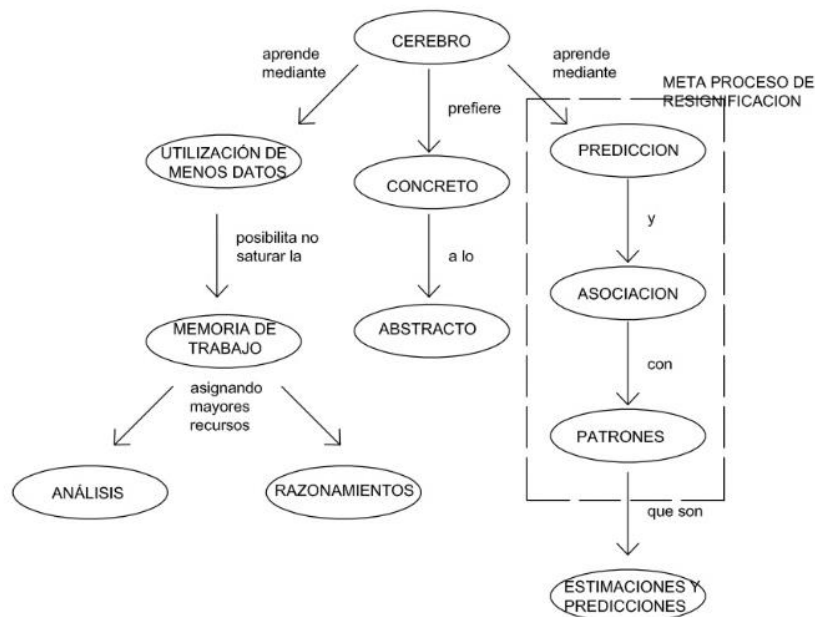 CEREBRO
aprende
mediante
aprende
mediante
prefiere
META PROCESO DE
RESIGNIFICACION
UTILIZACIÓN DE
MENOS DATOS
CONCRETO
PREDICCION
posibilita no
saturar la
a lo
y
MEMORIA DE
TRABAJO
ABSTRACTO
ASOCIACION
asignando
mayores
recursos
con
ANÁLISIS
RAZONAMIENTOS
PATRONES
que son
ESTIMACIONES Y
PREDICCIONES